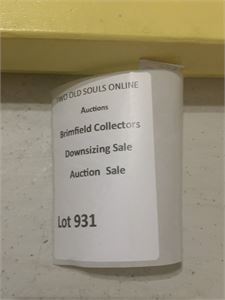 TWO OLD SOULS ONLINE
Auctions
Brimfield Collectors
Downsizing Sale
Auction Sale
Lot 931